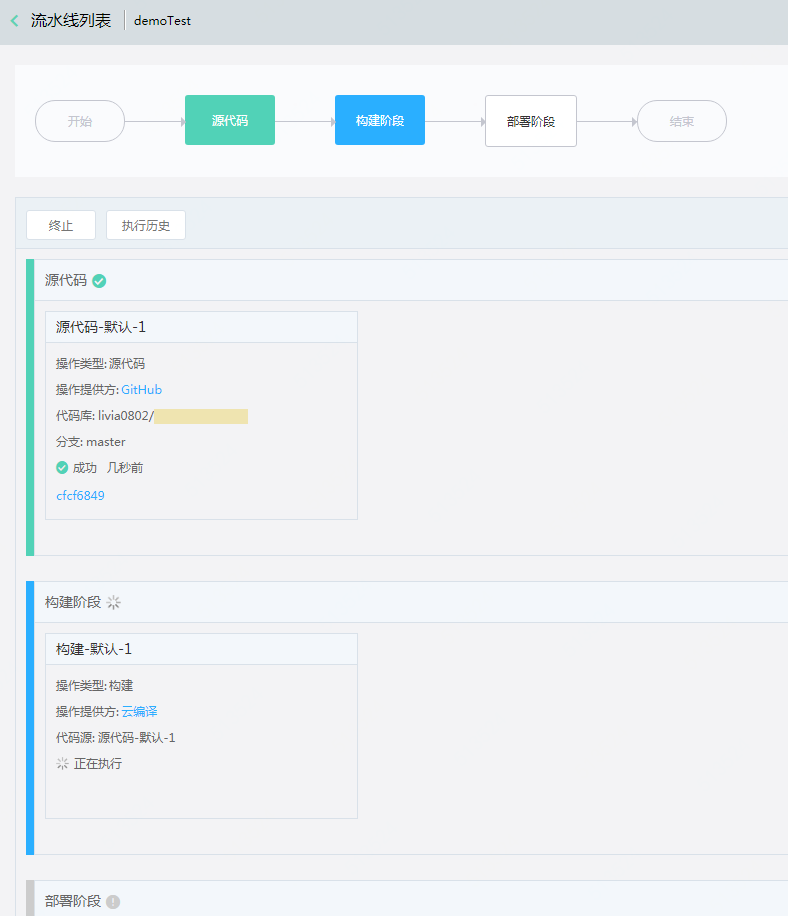 流水线列表 demoTest
开始 源代码 构建阶段 部署阶段 结束
终止 执行历史
源代码
源代码-默认-1
操作类型: 源代码
操作提供方: GitHub
代码库: livia0802/
分支: master
成功 几秒前
cfcf6849
构建阶段
构建-默认-1
操作类型: 构建
操作提供方: 云编译
代码源: 源代码-默认-1
正在执行
部署阶段